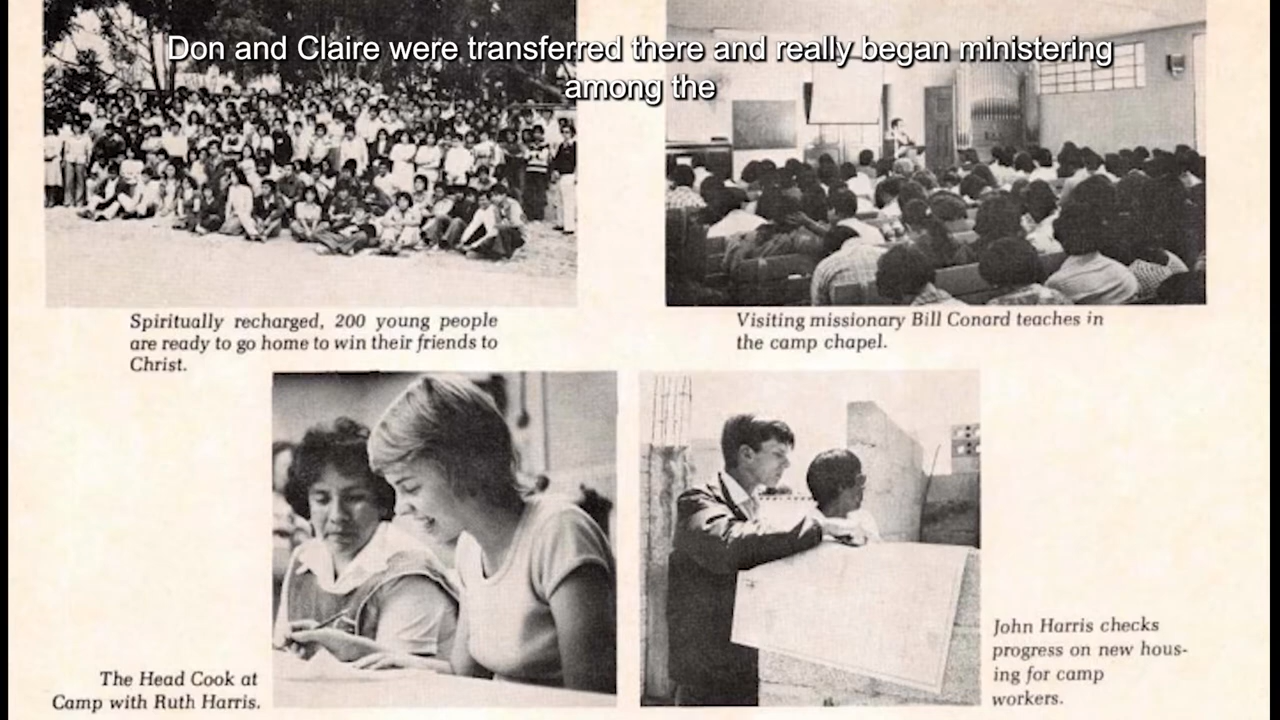 Don and Claire were transferred there and really began ministering
among the
Spiritually recharged, 200 young people
are ready to go home to win their friends to
Christ.
Visiting missionary Bill Conard teaches in
the camp chapel.
The Head Cook at
Camp with Ruth Harris.
John Harris checks
progress on new hous-
ing for camp
workers.